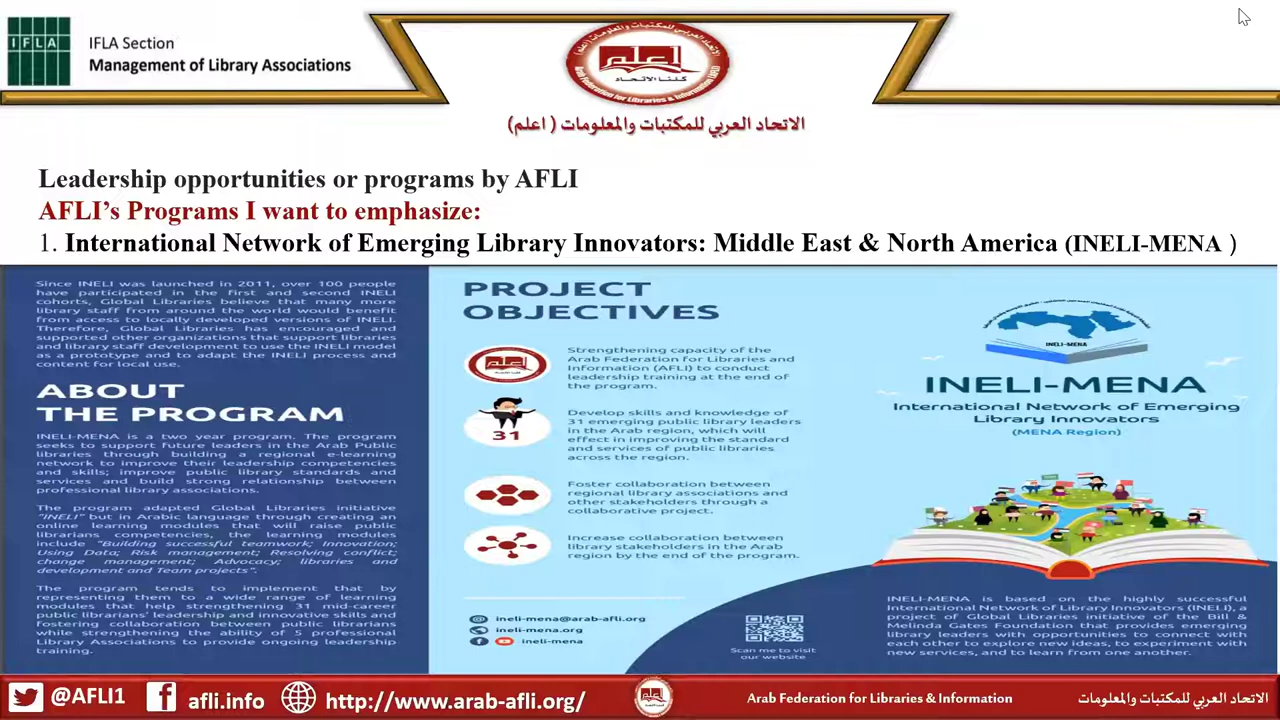 IFLA
IFLA Section
Management of Library Associations
الاتحاد العربي للمكتبات والمعلومات (اعلم)
اعلم
كلنا الاتحاد
Arab Federation for Libraries & Information (AFLI)
الاتحاد العربي للمكتبات والمعلومات ( اعلم)
Leadership opportunities or programs by AFLI
AFLI’s Programs I want to emphasize:
1. International Network of Emerging Library Innovators: Middle East & North America (INELI-MENA )
Since INELI was launched in 2011, over 100 people
have participated in the first and second INELI
cohorts, Global Libraries believe that many more
library staff from around the world would benefit
from access to locally developed versions of INELI.
Therefore, Global Libraries has encouraged and
supported other organizations that support libraries
and library staff development to use the INELI model
as a prototype and to adapt the INELI process and
content for local use.
ABOUT
THE PROGRAM
INELI-MENA is a two year program. The program
seeks to support future leaders in the Arab Public
libraries through building a regional e-learning
network to improve their leadership competencies
and skills; improve public library standards and
services and build strong relationship between
professional library associations.
The program adapted Global Libraries initiative
"INELI" but in Arabic language through creating an
online learning modules that will raise public
librarians competencies, the learning modules
include "Building successful teamwork; Innovation;
Using Data; Risk management; Resolving conflict;
change management; Advocacy; libraries and
development and Team projects".
The program tends to implement that by
representing them to a wide range of learning
modules that help strengthening 31 mid-career
public librarians' leadership and innovative skills and
fostering collaboration between public librarians
while strengthening the ability of 5 professional
Library Associations to provide ongoing leadership
training.
PROJECT
OBJECTIVES
اعلم
Strengthening capacity of the
Arab Federation for Libraries and
Information (AFLI) to conduct
leadership training at the end of
the program.
31
Develop skills and knowledge of
31 emerging public library leaders
in the Arab region, which will
effect in improving the standard
and services of public libraries
across the region.
Foster collaboration between
regional library associations and
other stakeholders through a
collaborative project.
Increase collaboration between
library stakeholders in the Arab
region by the end of the program.
ineli-mena@arab-afli.org
ineli-mena.org
ineli-mena
Scan me to visit
our website
INELI-MENA
INELI-MENA
International Network of Emerging
Library Innovators
(MENA Region)
INELI-MENA is based on the highly successful
International Network of Library Innovators (INELI), a
project of Global Libraries initiative of the Bill &
Melinda Gates Foundation that provides emerging
library leaders with opportunities to connect with
each other to explore new ideas, to experiment with
new services, and to learn from one another.
@AFLI1
afli.info
http://www.arab-afli.org/
Arab Federation for Libraries & Information
الاتحاد العربي للمكتبات والمعلومات